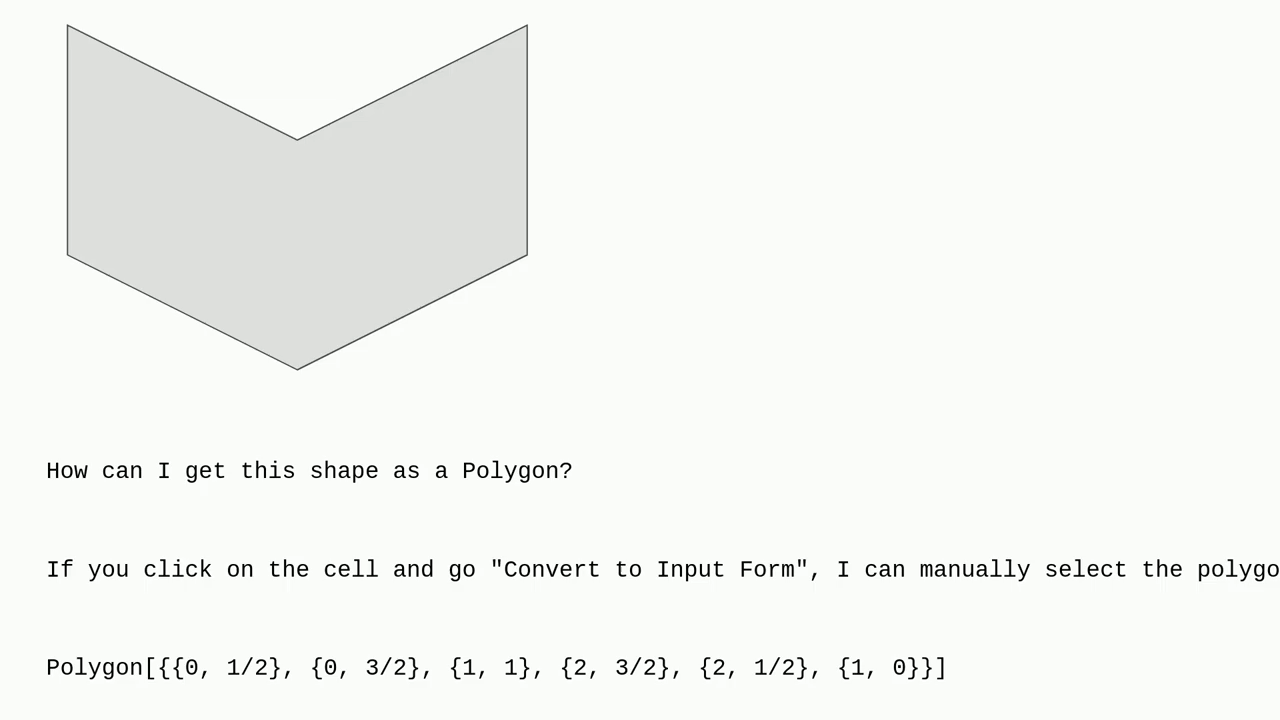 How can I get this shape as a Polygon?
If you click on the cell and go "Convert to Input Form", I can manually select the
Polygon[{{0, 1/2}, {0, 3/2}, {1, 1}, {2, 3/2}, {2, 1/2}, {1, 0}}]